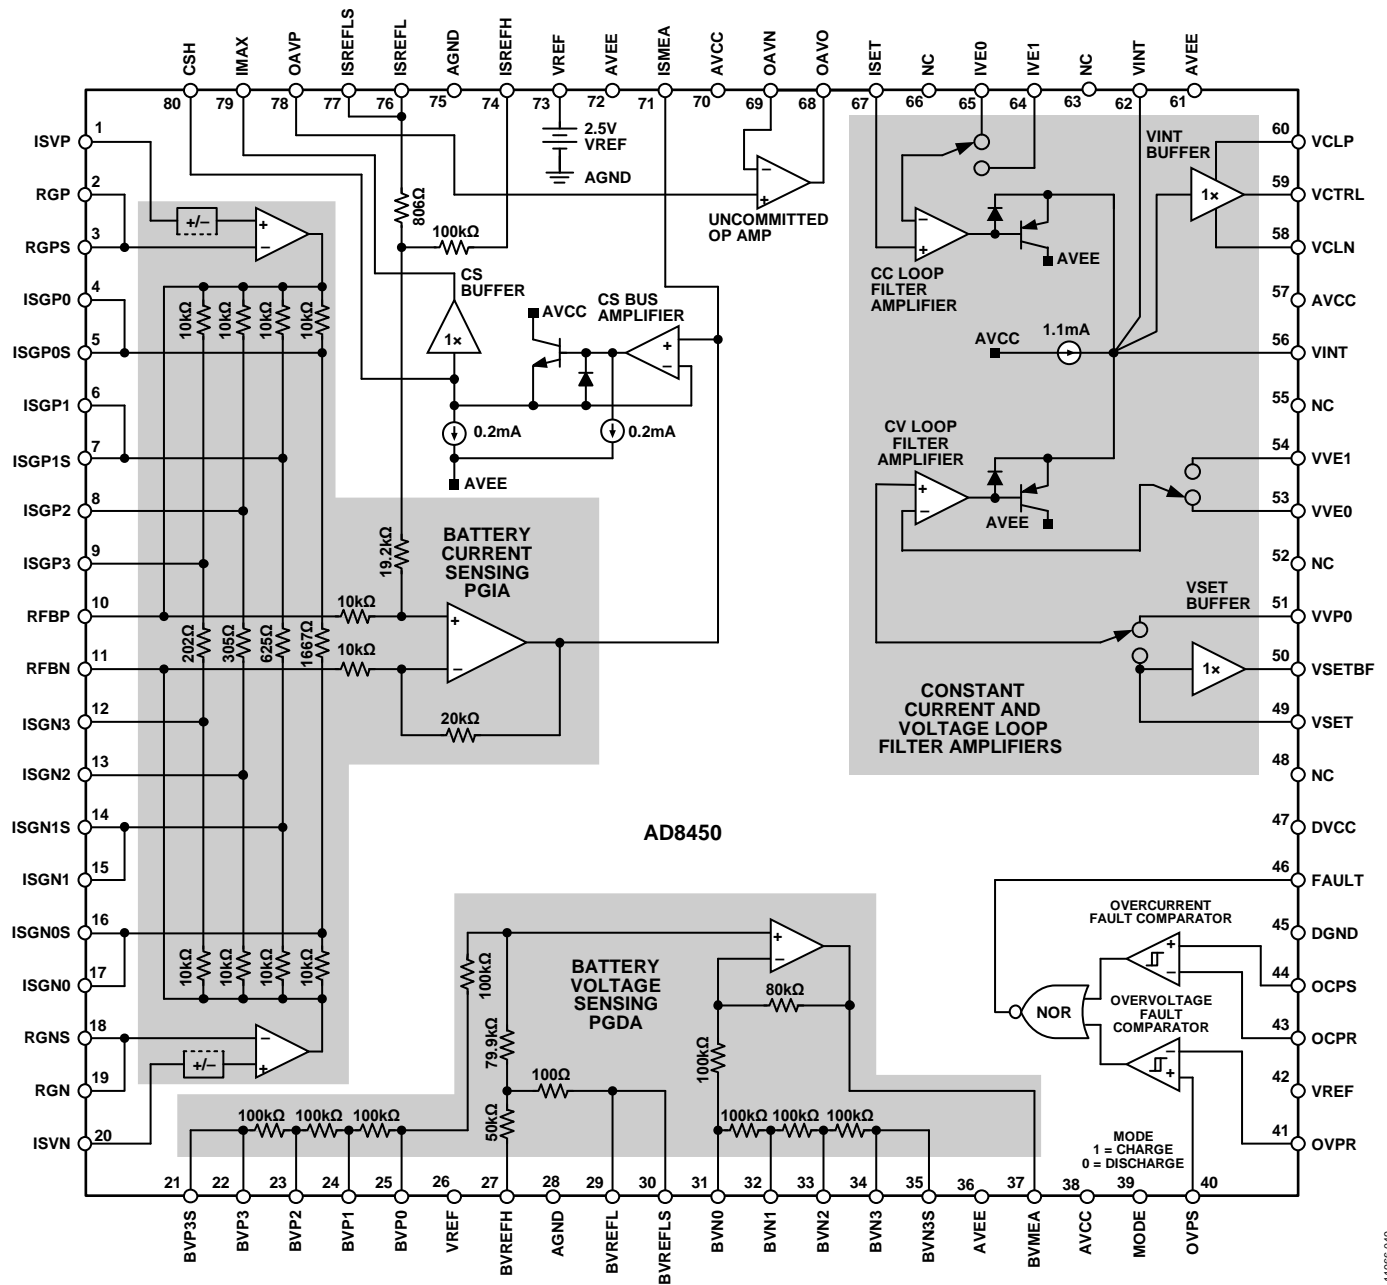 CSH
IMAX
OAVP
ISREFLS
ISREFL
AGND
ISREFH
VREF
AVEE
ISMEA
AVCC
OAVN
OAVO
ISET
NC
IVE0
IVE1
NC
VINT
AVEE
80
79
78
77
76
75
74
73
72
71
70
69
68
67
66
65
64
63
62
61
ISVP
1
RGP
2
RGPS
3
ISGP0
4
ISGP0S
5
ISGP1
6
ISGP1S
7
ISGP2
8
ISGP3
9
RFBP
10
RFBN
11
ISGN3
12
ISGN2
13
ISGN1S
14
ISGN1
15
ISGN0S
16
ISGN0
17
RGNS
18
RGN
19
ISVN
20
+/–
+
–
10kΩ
10kΩ
10kΩ
10kΩ
202Ω
305Ω
625Ω
1667Ω
10kΩ
10kΩ
10kΩ
10kΩ
+/–
–
+
2.5V
VREF
AGND
–
+
UNCOMMITTED
OP AMP
806Ω
100kΩ
CS
BUFFER
1×
AVCC
CS BUS
AMPLIFIER
+
–
0.2mA
0.2mA
AVEE
19.2kΩ
BATTERY
CURRENT
SENSING
PGIA
10kΩ
10kΩ
+
–
20kΩ
VINT
BUFFER
1×
–
+
AVEE
CC LOOP
FILTER
AMPLIFIER
AVCC
1.1mA
CV LOOP
FILTER
AMPLIFIER
+
–
AVEE
VSET
BUFFER
1×
CONSTANT
CURRENT AND
VOLTAGE LOOP
FILTER AMPLIFIERS
60
VCLP
59
VCTRL
58
VCLN
57
AVCC
56
VINT
55
NC
54
VVE1
53
VVE0
52
NC
51
VVP0
50
VSETBF
49
VSET
48
NC
47
DVCC
46
FAULT
45
DGND
44
OCPS
43
OCPR
42
VREF
41
OVPR
AD8450
OVERCURRENT
FAULT COMPARATOR
+
–
NOR
OVERVOLTAGE
FAULT
COMPARATOR
–
+
MODE
1 = CHARGE
0 = DISCHARGE
BATTERY
VOLTAGE
SENSING
PGDA
100kΩ
79.9kΩ
100Ω
50kΩ
+
–
80kΩ
100kΩ
100kΩ
100kΩ
100kΩ
100kΩ
100kΩ
100kΩ
21
22
23
24
25
26
27
28
29
30
31
32
33
34
35
36
37
38
39
40
BVP3S
BVP3
BVP2
BVP1
BVP0
VREF
BVREFH
AGND
BVREFL
BVREFLS
BVN0
BVN1
BVN2
BVN3
BVN3S
AVEE
BVMEA
AVCC
MODE
OVPS